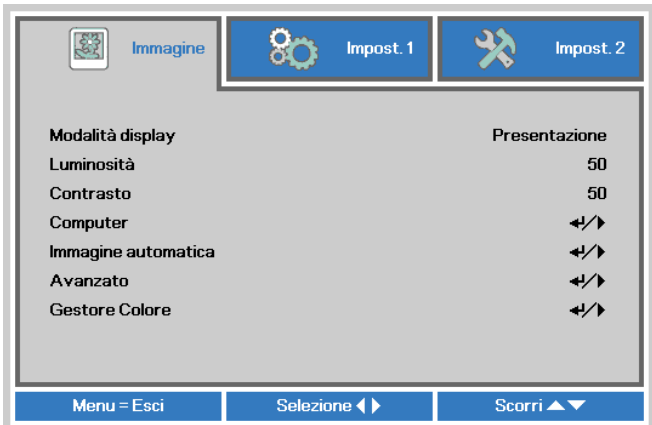 Immagine Impost. 1 Impost. 2
Modalità display Presentazione
Luminosità 50
Contrasto 50
Computer
Immagine automatica
Avanzato
Gestore Colore
Menu = Esci Selezione Scorri